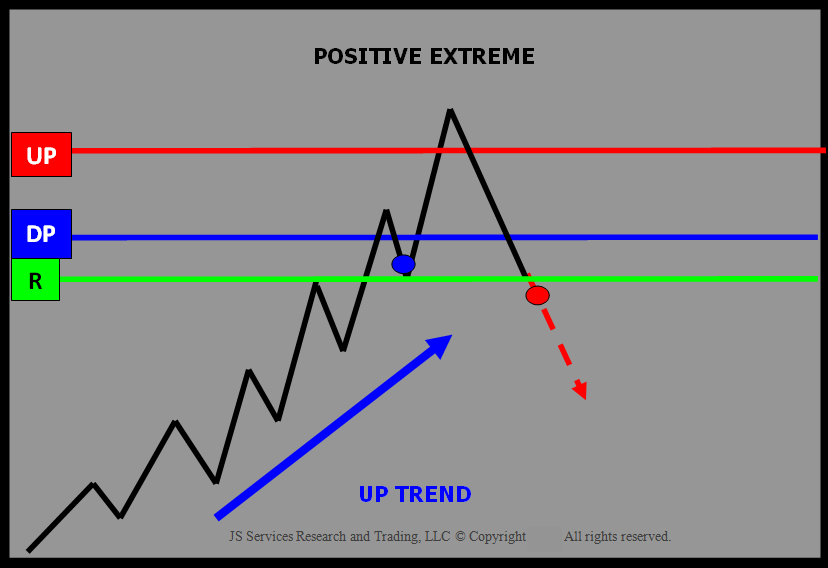 POSITIVE EXTREME
UP
DP
R
UP TREND
JS Services Research and Trading, LLC © Copyright All rights reserved.